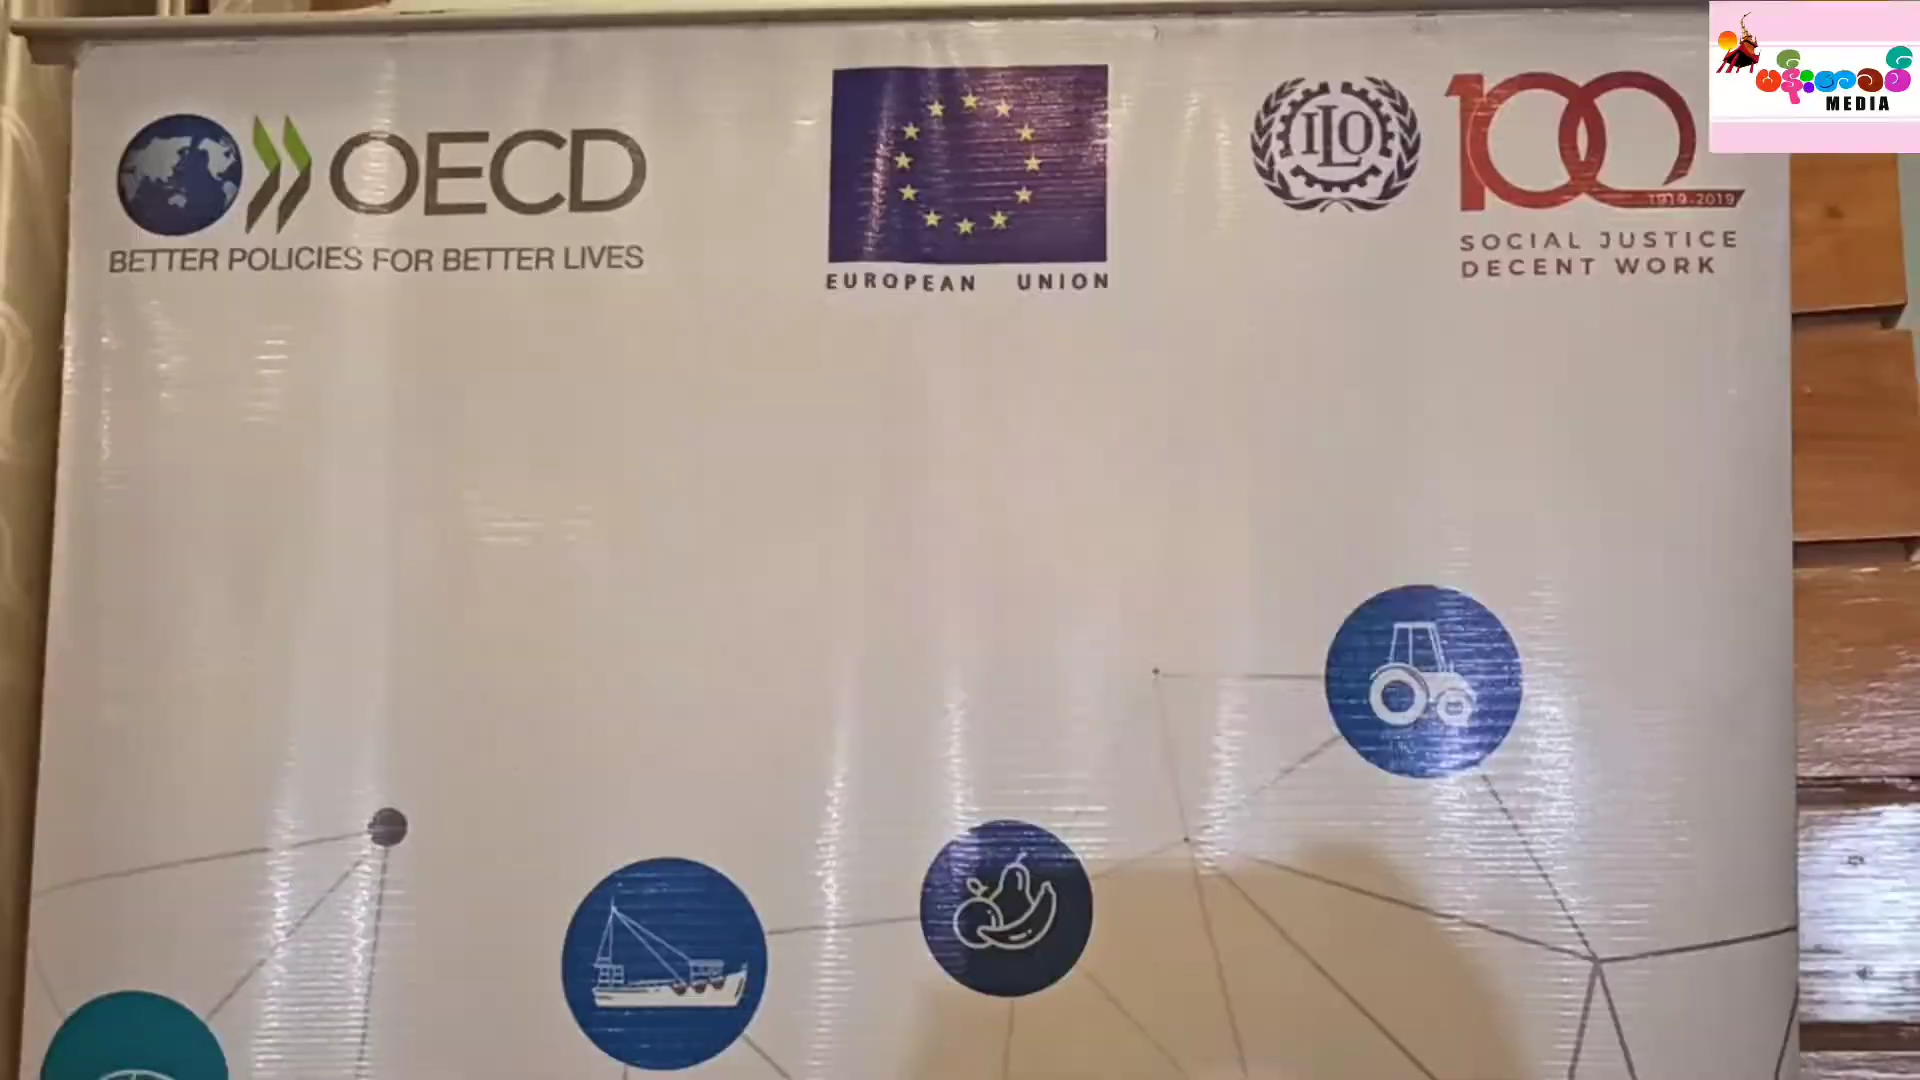 OECD
BETTER POLICIES FOR BETTER LIVES
EUROPEAN UNION
ILO
100
1919-2019
SOCIAL JUSTICE
DECENT WORK
MEDIA